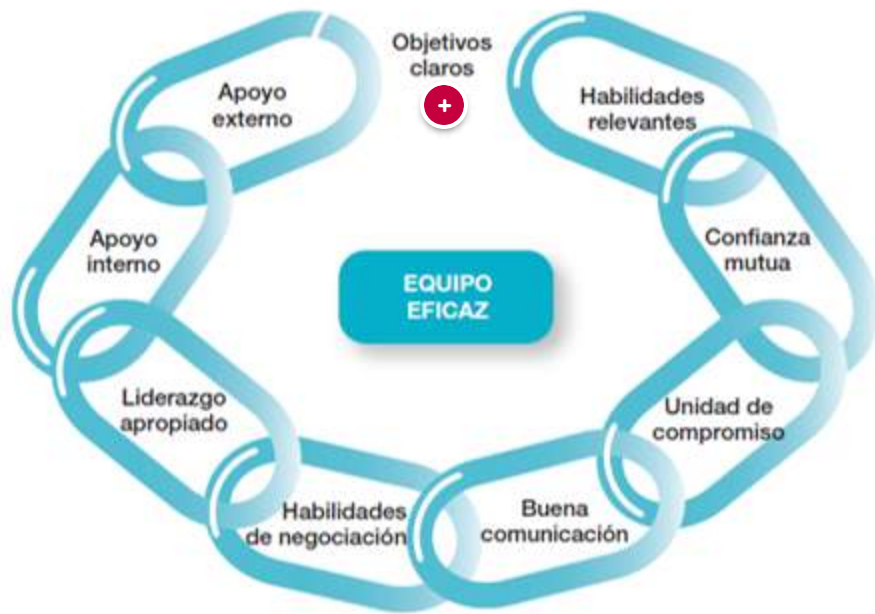 Objetivos
claros
+
Habilidades
relevantes
Confianza
mutua
Unidad de
compromiso
Buena
comunicación
Habilidades
de negociación
Liderazgo
apropiado
Apoyo
interno
Apoyo
externo
EQUIPO
EFICAZ